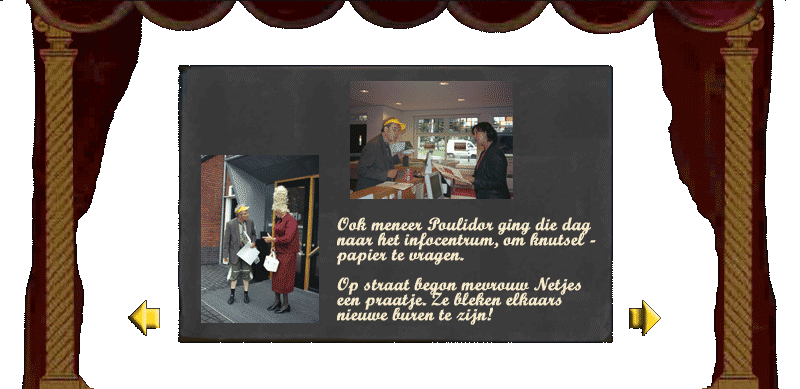 Ook meneer Poulidor ging die dag
naar het infocentrum, om knutsel -
papier te vragen.
Op straat begon mevrouw Netjes
een praatje. Ze bleken elkaars
nieuwe buren te zijn!